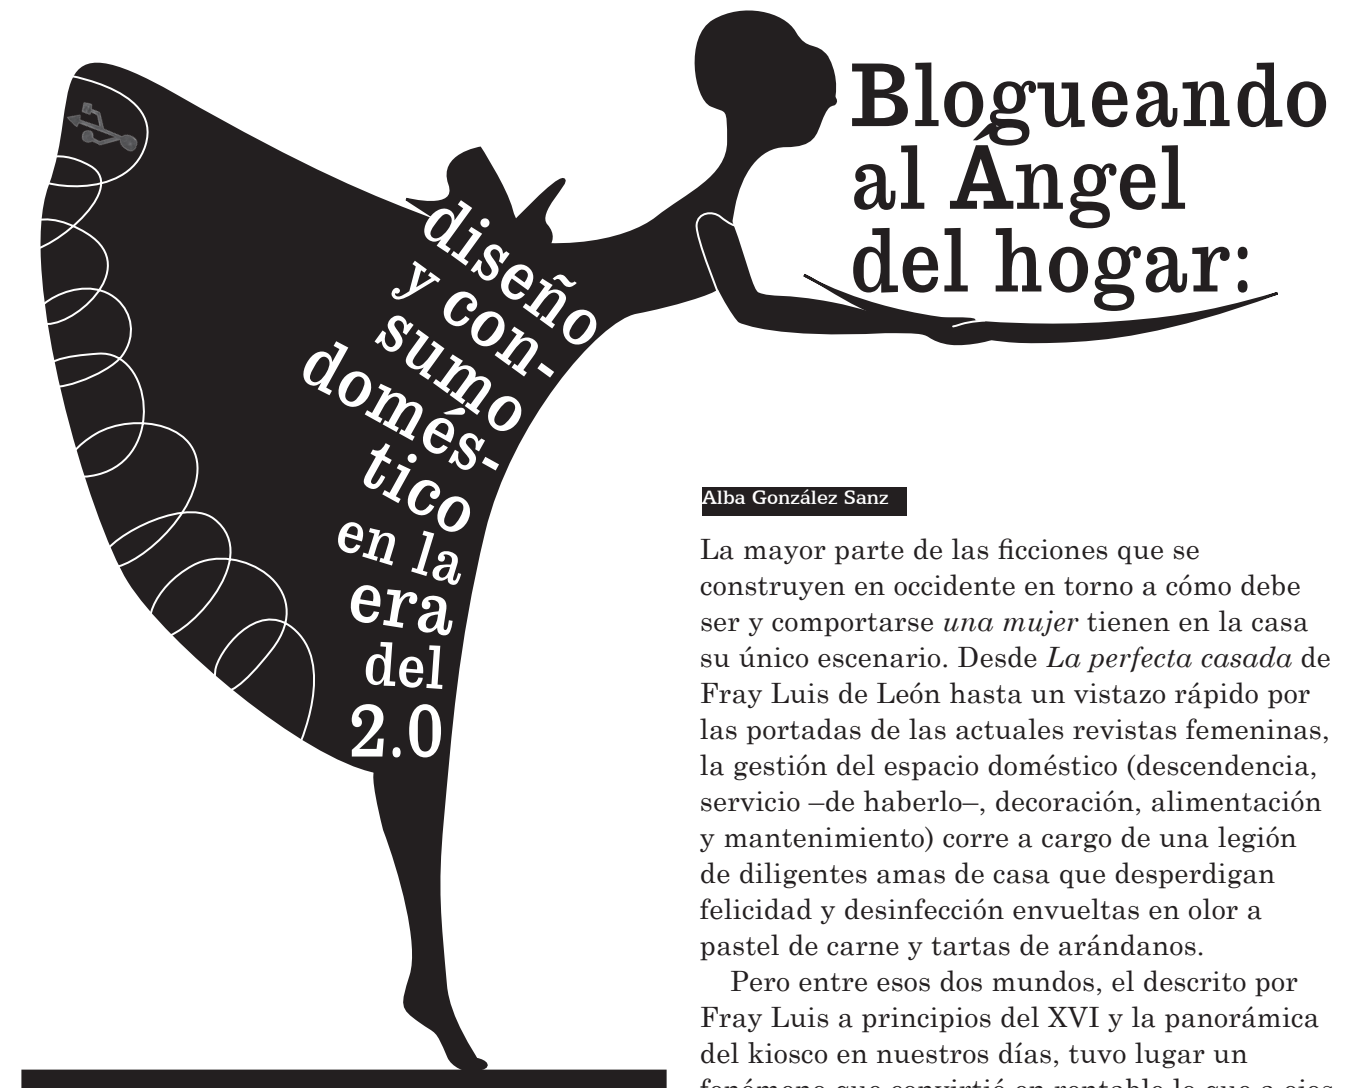 Blogueando
al Ángel
del hogar:
diseño
y con-
sumo
domés-
tico
en la
era
del
2.0
Alba González Sanz
La mayor parte de las ficciones que se
construyen en occidente en torno a cómo debe
ser y comportarse una mujer tienen en la casa
su único escenario. Desde La perfecta casada de
Fray Luis de León hasta un vistazo rápido por
las portadas de las actuales revistas femeninas,
la gestión del espacio doméstico (descendencia,
servicio –de haberlo–, decoración, alimentación
y mantenimiento) corre a cargo de una legión
de diligentes amas de casa que desperdigan
felicidad y desinfección envueltas en olor a
pastel de carne y tartas de arándanos.
Pero entre esos dos mundos, el descrito por
Fray Luis a principios del XVI y la panorámica
del kiosco en nuestros días, tuvo lugar un